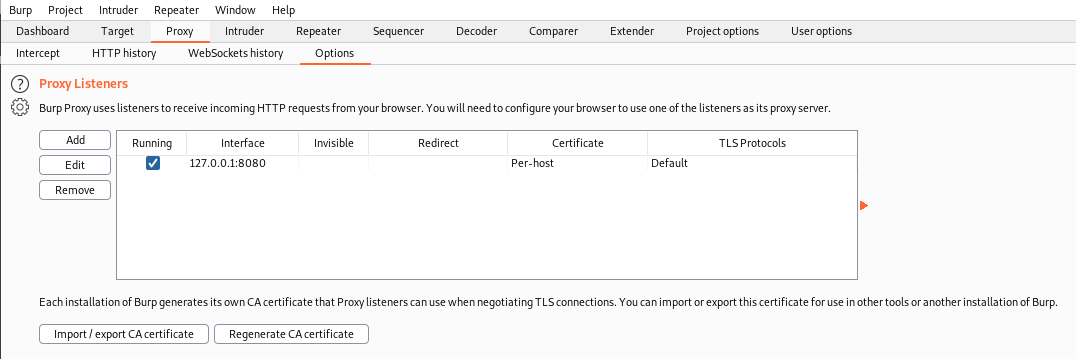 Burp Project Intruder Repeater Window Help
Dashboard Target Proxy Intruder Repeater Sequencer Decoder Comparer Extender Project options User options
Intercept HTTP history WebSockets history Options
? Proxy Listeners
Burp Proxy uses listeners to receive incoming HTTP requests from your browser. You will need to configure your browser to use one of the listeners as its proxy server.
Add
Edit
Remove
Running Interface Invisible Redirect Certificate TLS Protocols
127.0.0.1:8080 Per-host Default
Each installation of Burp generates its own CA certificate that Proxy listeners can use when negotiating TLS connections. You can import or export this certificate for use in other tools or another installation of Burp.
Import / export CA certificate Regenerate CA certificate